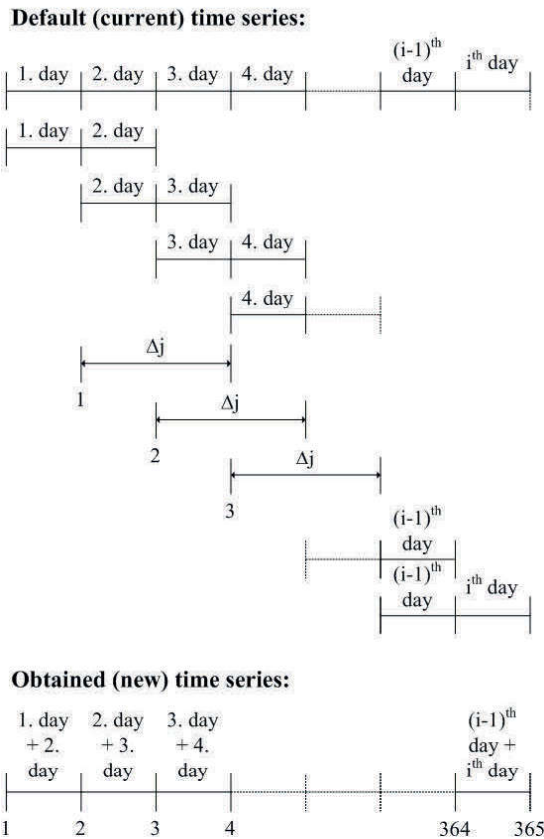 Default (current) time series:
1. day 2. day 3. day 4. day (i-1)th day ith day
1. day 2. day
2. day 3. day
3. day 4. day
4. day
Δj
1
Δj
2
Δj
3
(i-1)th
day
(i-1)th
day ith day
Obtained (new) time series:
1. day 2. day 3. day (i-1)th
+ 2. + 3. + 4. day +
day day day ith day
1 2 3 4 364 365